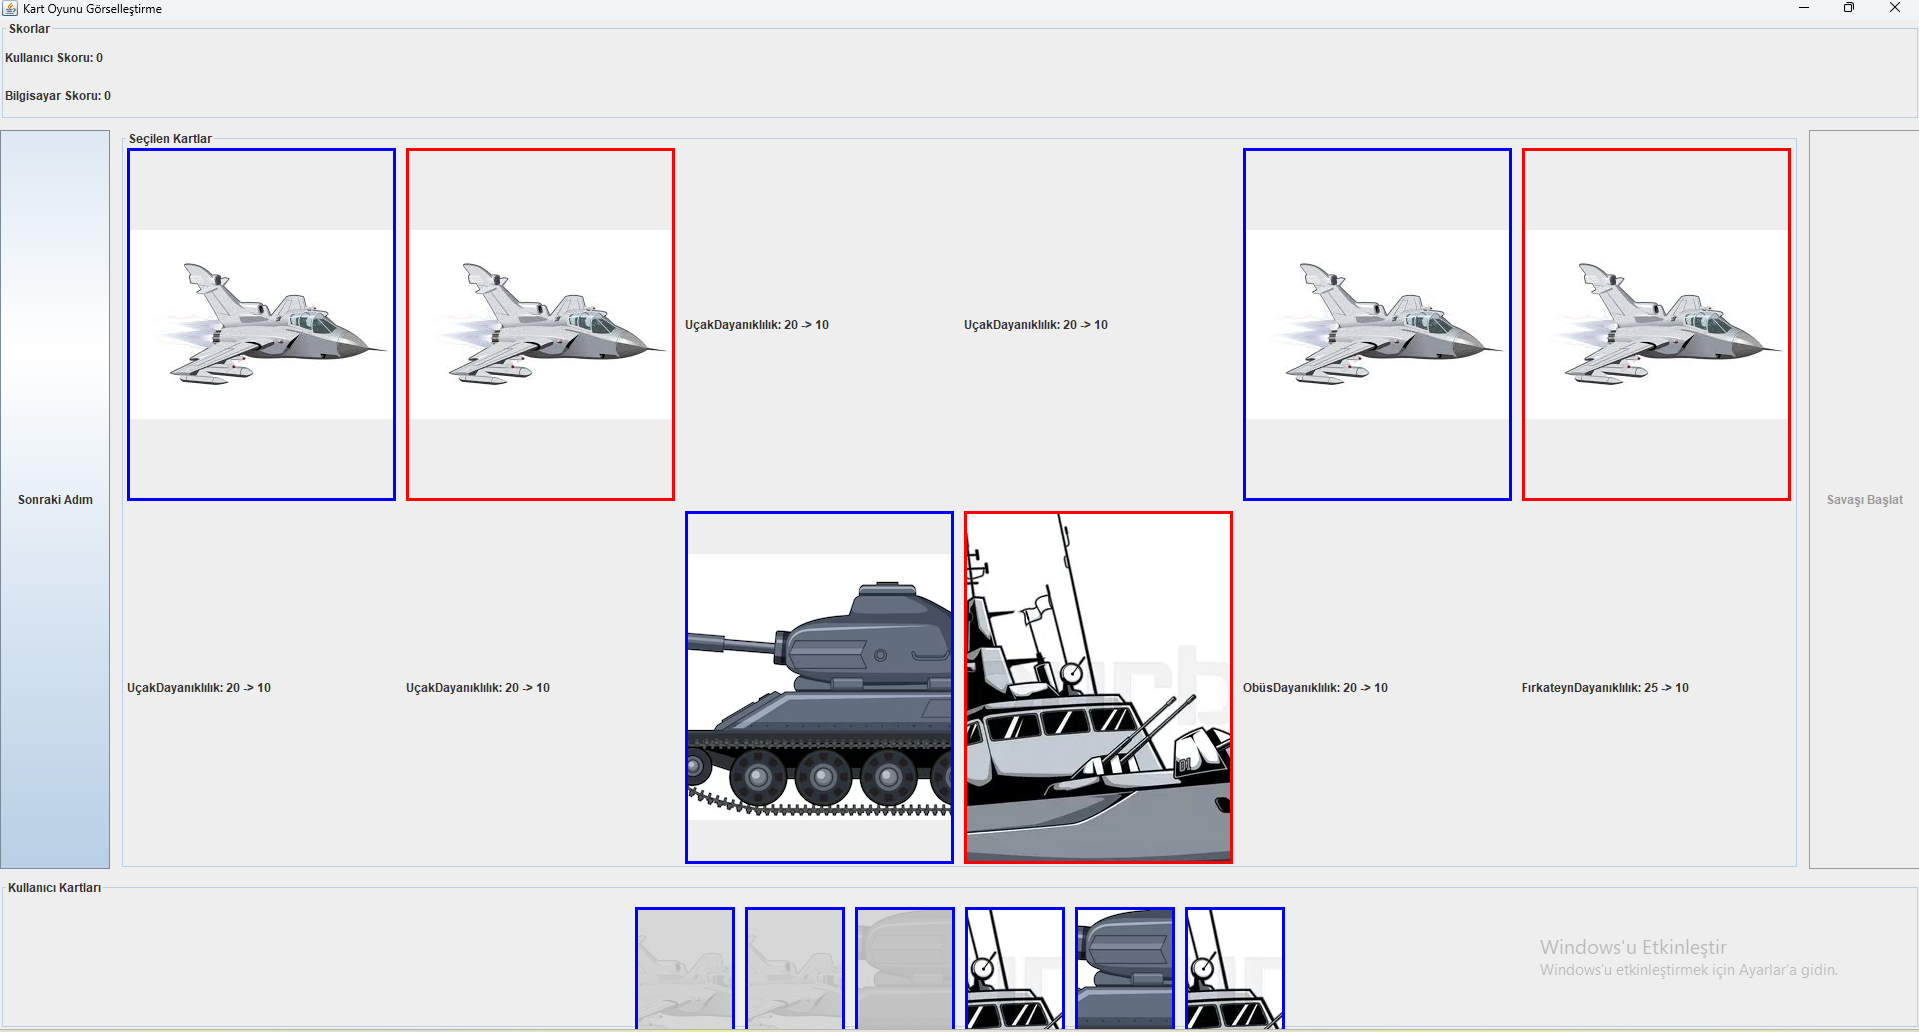 Kart Oyunu Görselleştirme
Skorlar
Kullanıcı Skoru: 0
Bilgisayar Skoru: 0
Seçilen Kartlar
UçakDayanıklılık: 20 -> 10
UçakDayanıklılık: 20 -> 10
Sonraki Adım
Savaşı Başlat
UçakDayanıklılık: 20 -> 10
UçakDayanıklılık: 20 -> 10
ObüsDayanıklılık: 20 -> 10
FırkateynDayanıklılık: 25 -> 10
01
Kullanıcı Kartları
Windows'u Etkinleştir
Windows'u etkinleştirmek için Ayarlar'a gidin.